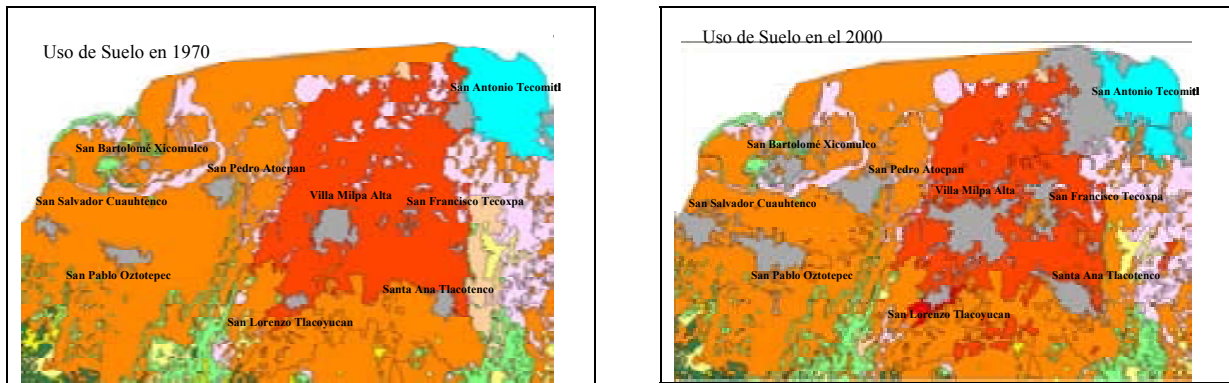 Uso de Suelo en 1970
San Antonio Tecomitl
San Bartolomé Xicomulco
San Pedro Atocpan
San Salvador Cuauhtenco
Villa Milpa Alta
San Francisco Tecoxpa
San Pablo Oztotepec
Santa Ana Tlacotenco
San Lorenzo Tlacoyucan
Uso de Suelo en el 2000
San Antonio Tecomitl
San Bartolomé Xicomulco
San Pedro Atocpan
Villa Milpa Alta
San Francisco Tecoxpa
San Salvador Cuauhtenco
San Pablo Oztotepec
Santa Ana Tlacotenco
San Lorenzo Tlacoyucan